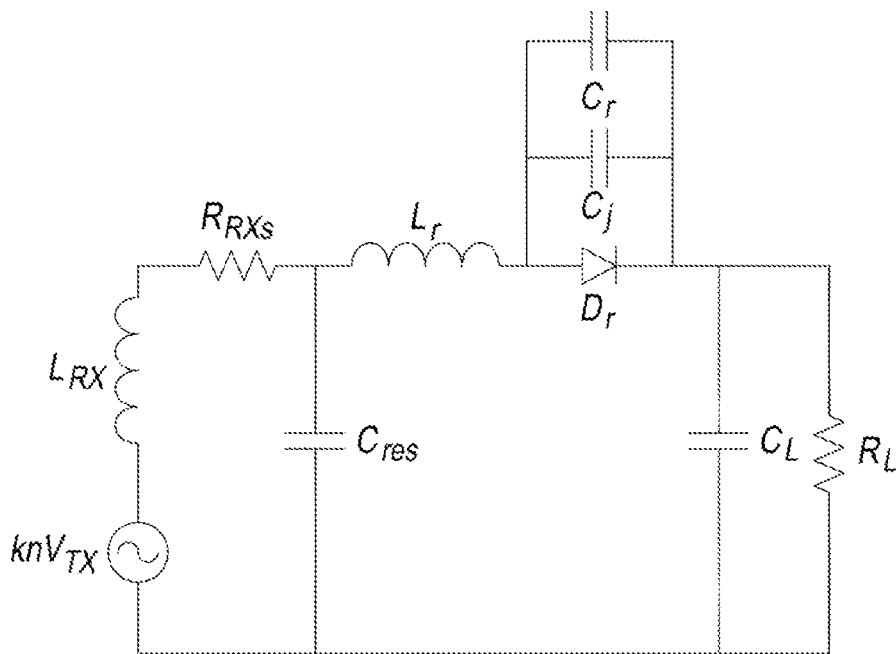 C_r
C_j
R_RXs
L_r
D_r
L_RX
C_res
C_L
R_L
knV_TX